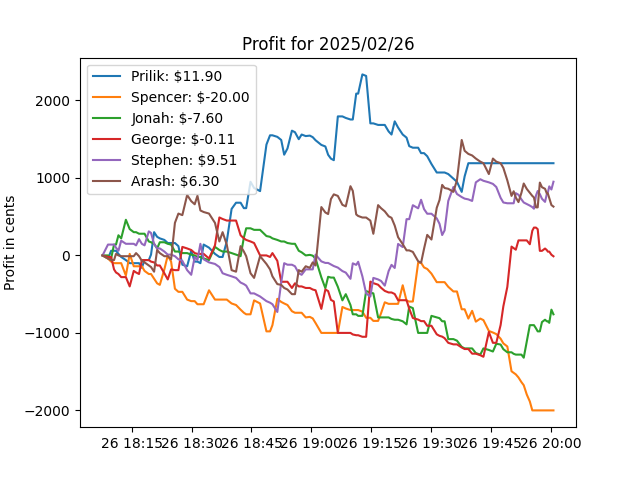 Profit for 2025/02/26
Profit in cents
2000
1000
0
−1000
−2000
Prilik: $11.90
Spencer: $-20.00
Jonah: $-7.60
George: $-0.11
Stephen: $9.51
Arash: $6.30
26 18:15 26 18:30 26 18:45 26 19:00 26 19:15 26 19:30 26 19:45 26 20:00